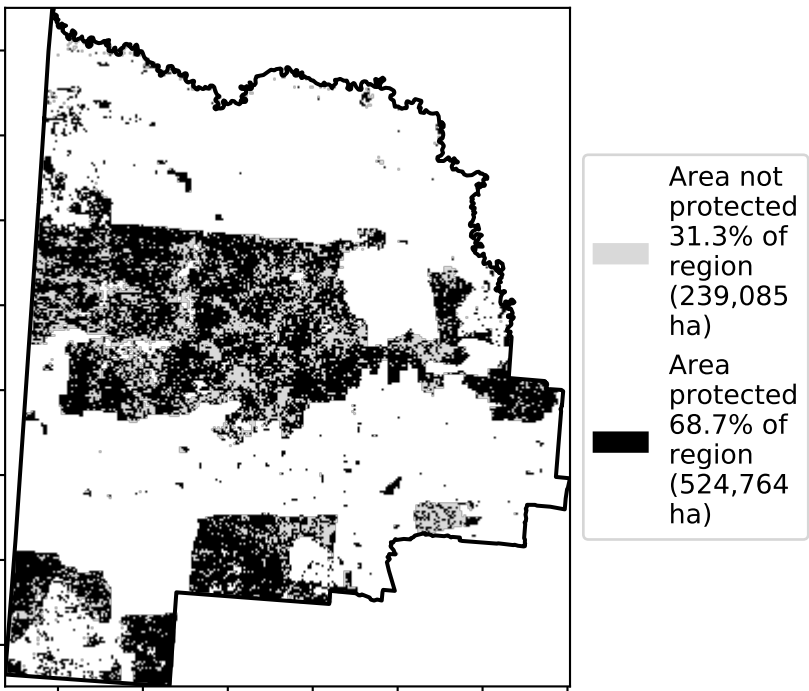 Area not
protected
31.3% of
region
(239,085
ha)
Area
protected
68.7% of
region
(524,764
ha)